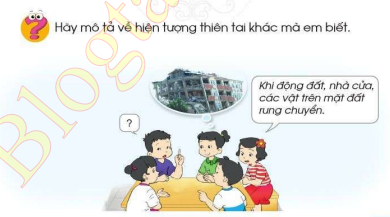 Hãy mô tả về hiện tượng thiên tai khác mà em biết.
Khi động đất, nhà cửa,
các vật trên mặt đất
rung chuyển.
?
Blogta